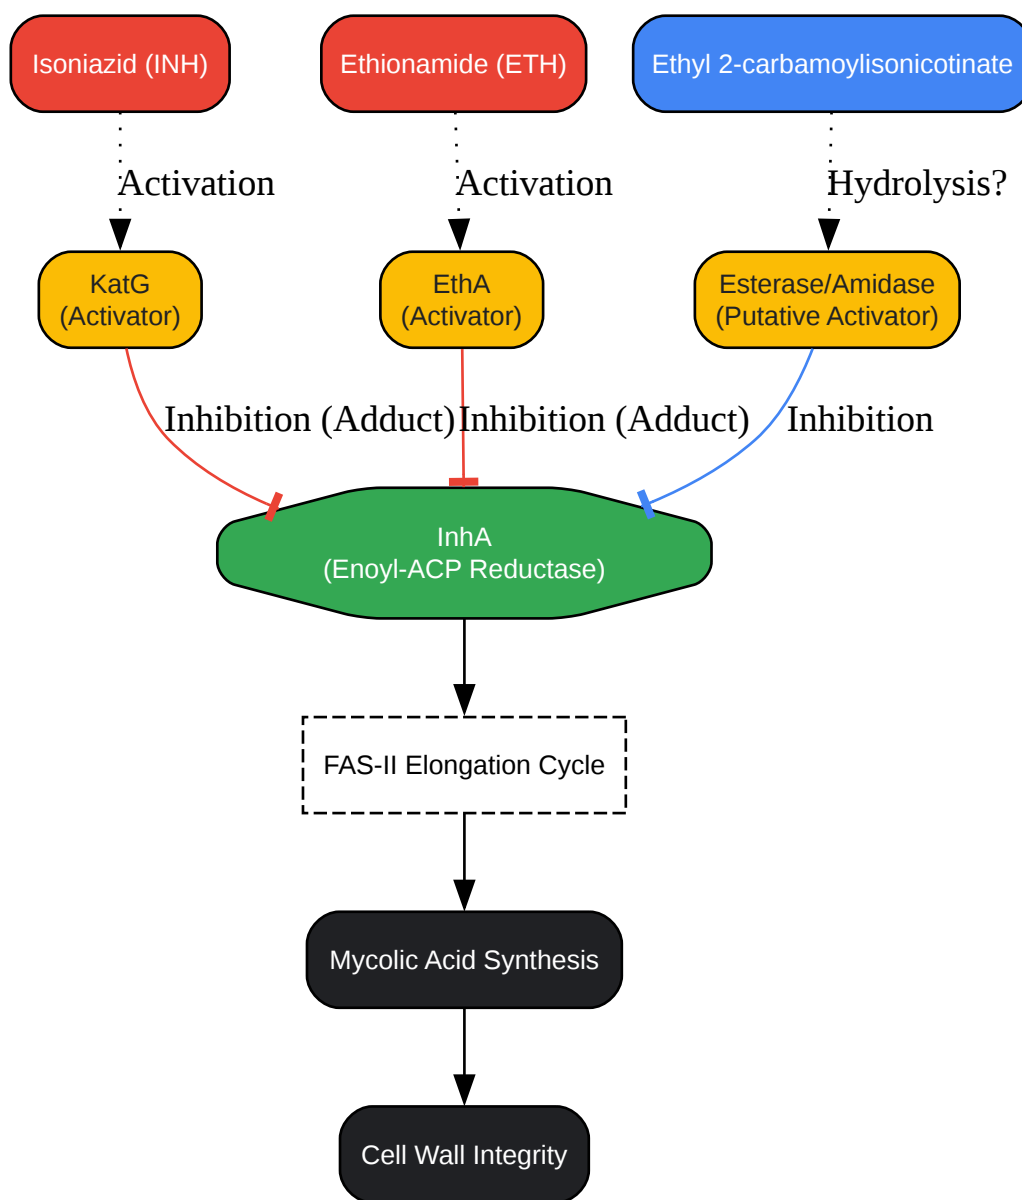 Isoniazid (INH)
Ethionamide (ETH)
Ethyl 2-carbamoylisonicotinate
Activation
Activation
Hydrolysis?
KatG
(Activator)
EthA
(Activator)
Esterase/Amidase
(Putative Activator)
Inhibition (Adduct)
Inhibition (Adduct)
Inhibition
InhA
(Enoyl-ACP Reductase)
FAS-II Elongation Cycle
Mycolic Acid Synthesis
Cell Wall Integrity